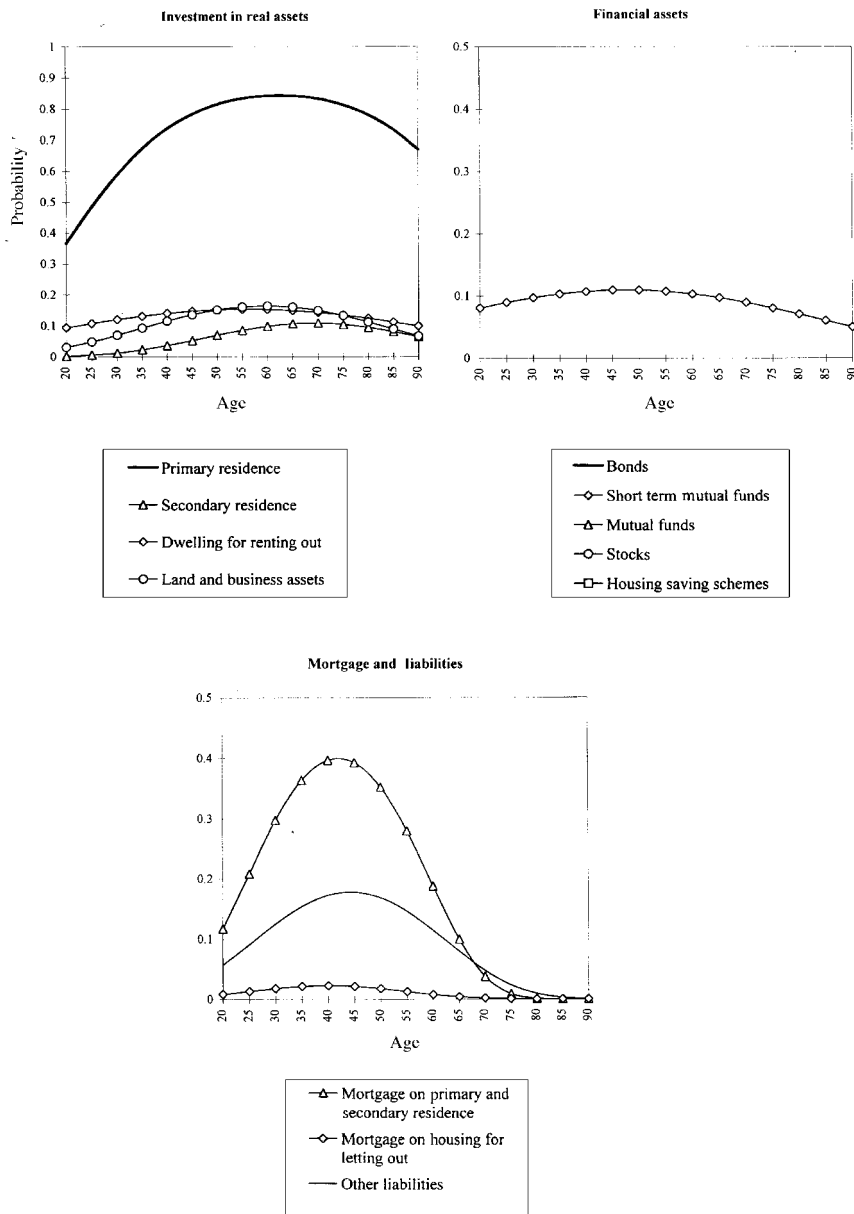 Investment in real assets
1
0.9
0.8
0.7
0.6
0.5
0.4
0.3
0.2
0.1
0
Probability
20 25 30 35 40 45 50 55 60 65 70 75 80 85 90
Age
Primary residence
Secondary residence
Dwelling for renting out
Land and business assets
Financial assets
0.5
0.4
0.3
0.2
0.1
0
20 25 30 35 40 45 50 55 60 65 70 75 80 85 90
Age
Bonds
Short term mutual funds
Mutual funds
Stocks
Housing saving schemes
Mortgage and liabilities
0.5
0.4
0.3
0.2
0.1
0
20 25 30 35 40 45 50 55 60 65 70 75 80 85 90
Age
Mortgage on primary and
secondary residence
Mortgage on housing for
letting out
Other liabilities